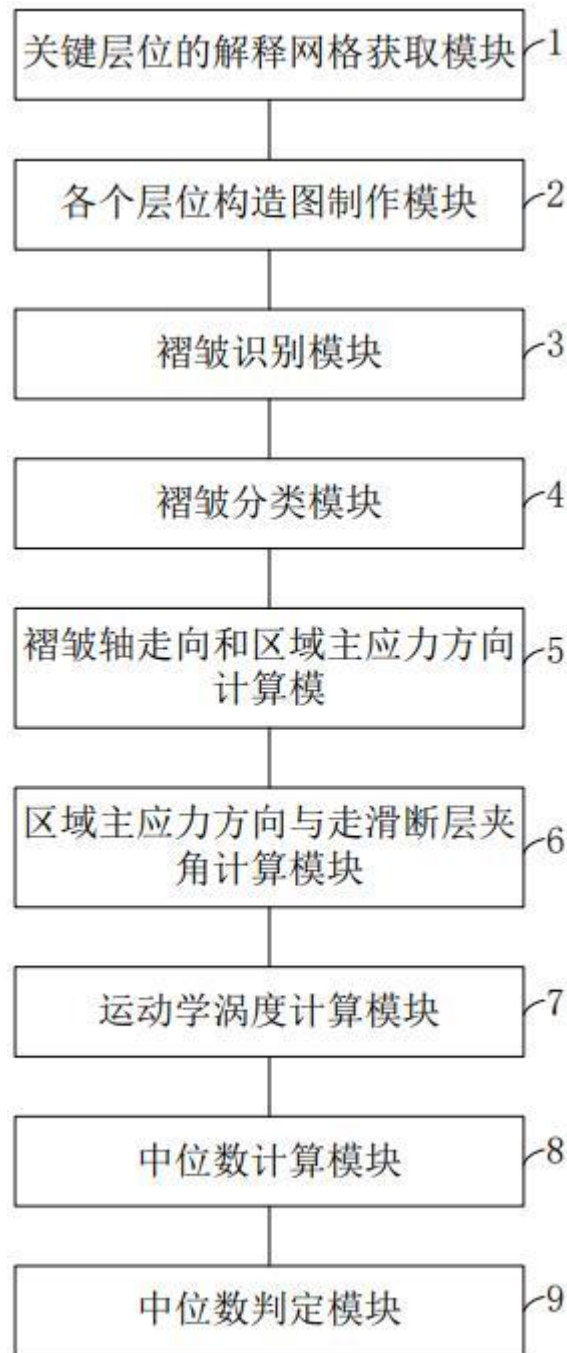 关键层位的解释网格获取模块
1
各个层位构造图制作模块
2
褶皱识别模块
3
褶皱分类模块
4
褶皱轴走向和区域主应力方向
计算模
5
区域主应力方向与走滑断层夹
角计算模块
6
运动学涡度计算模块
7
中位数计算模块
8
中位数判定模块
9